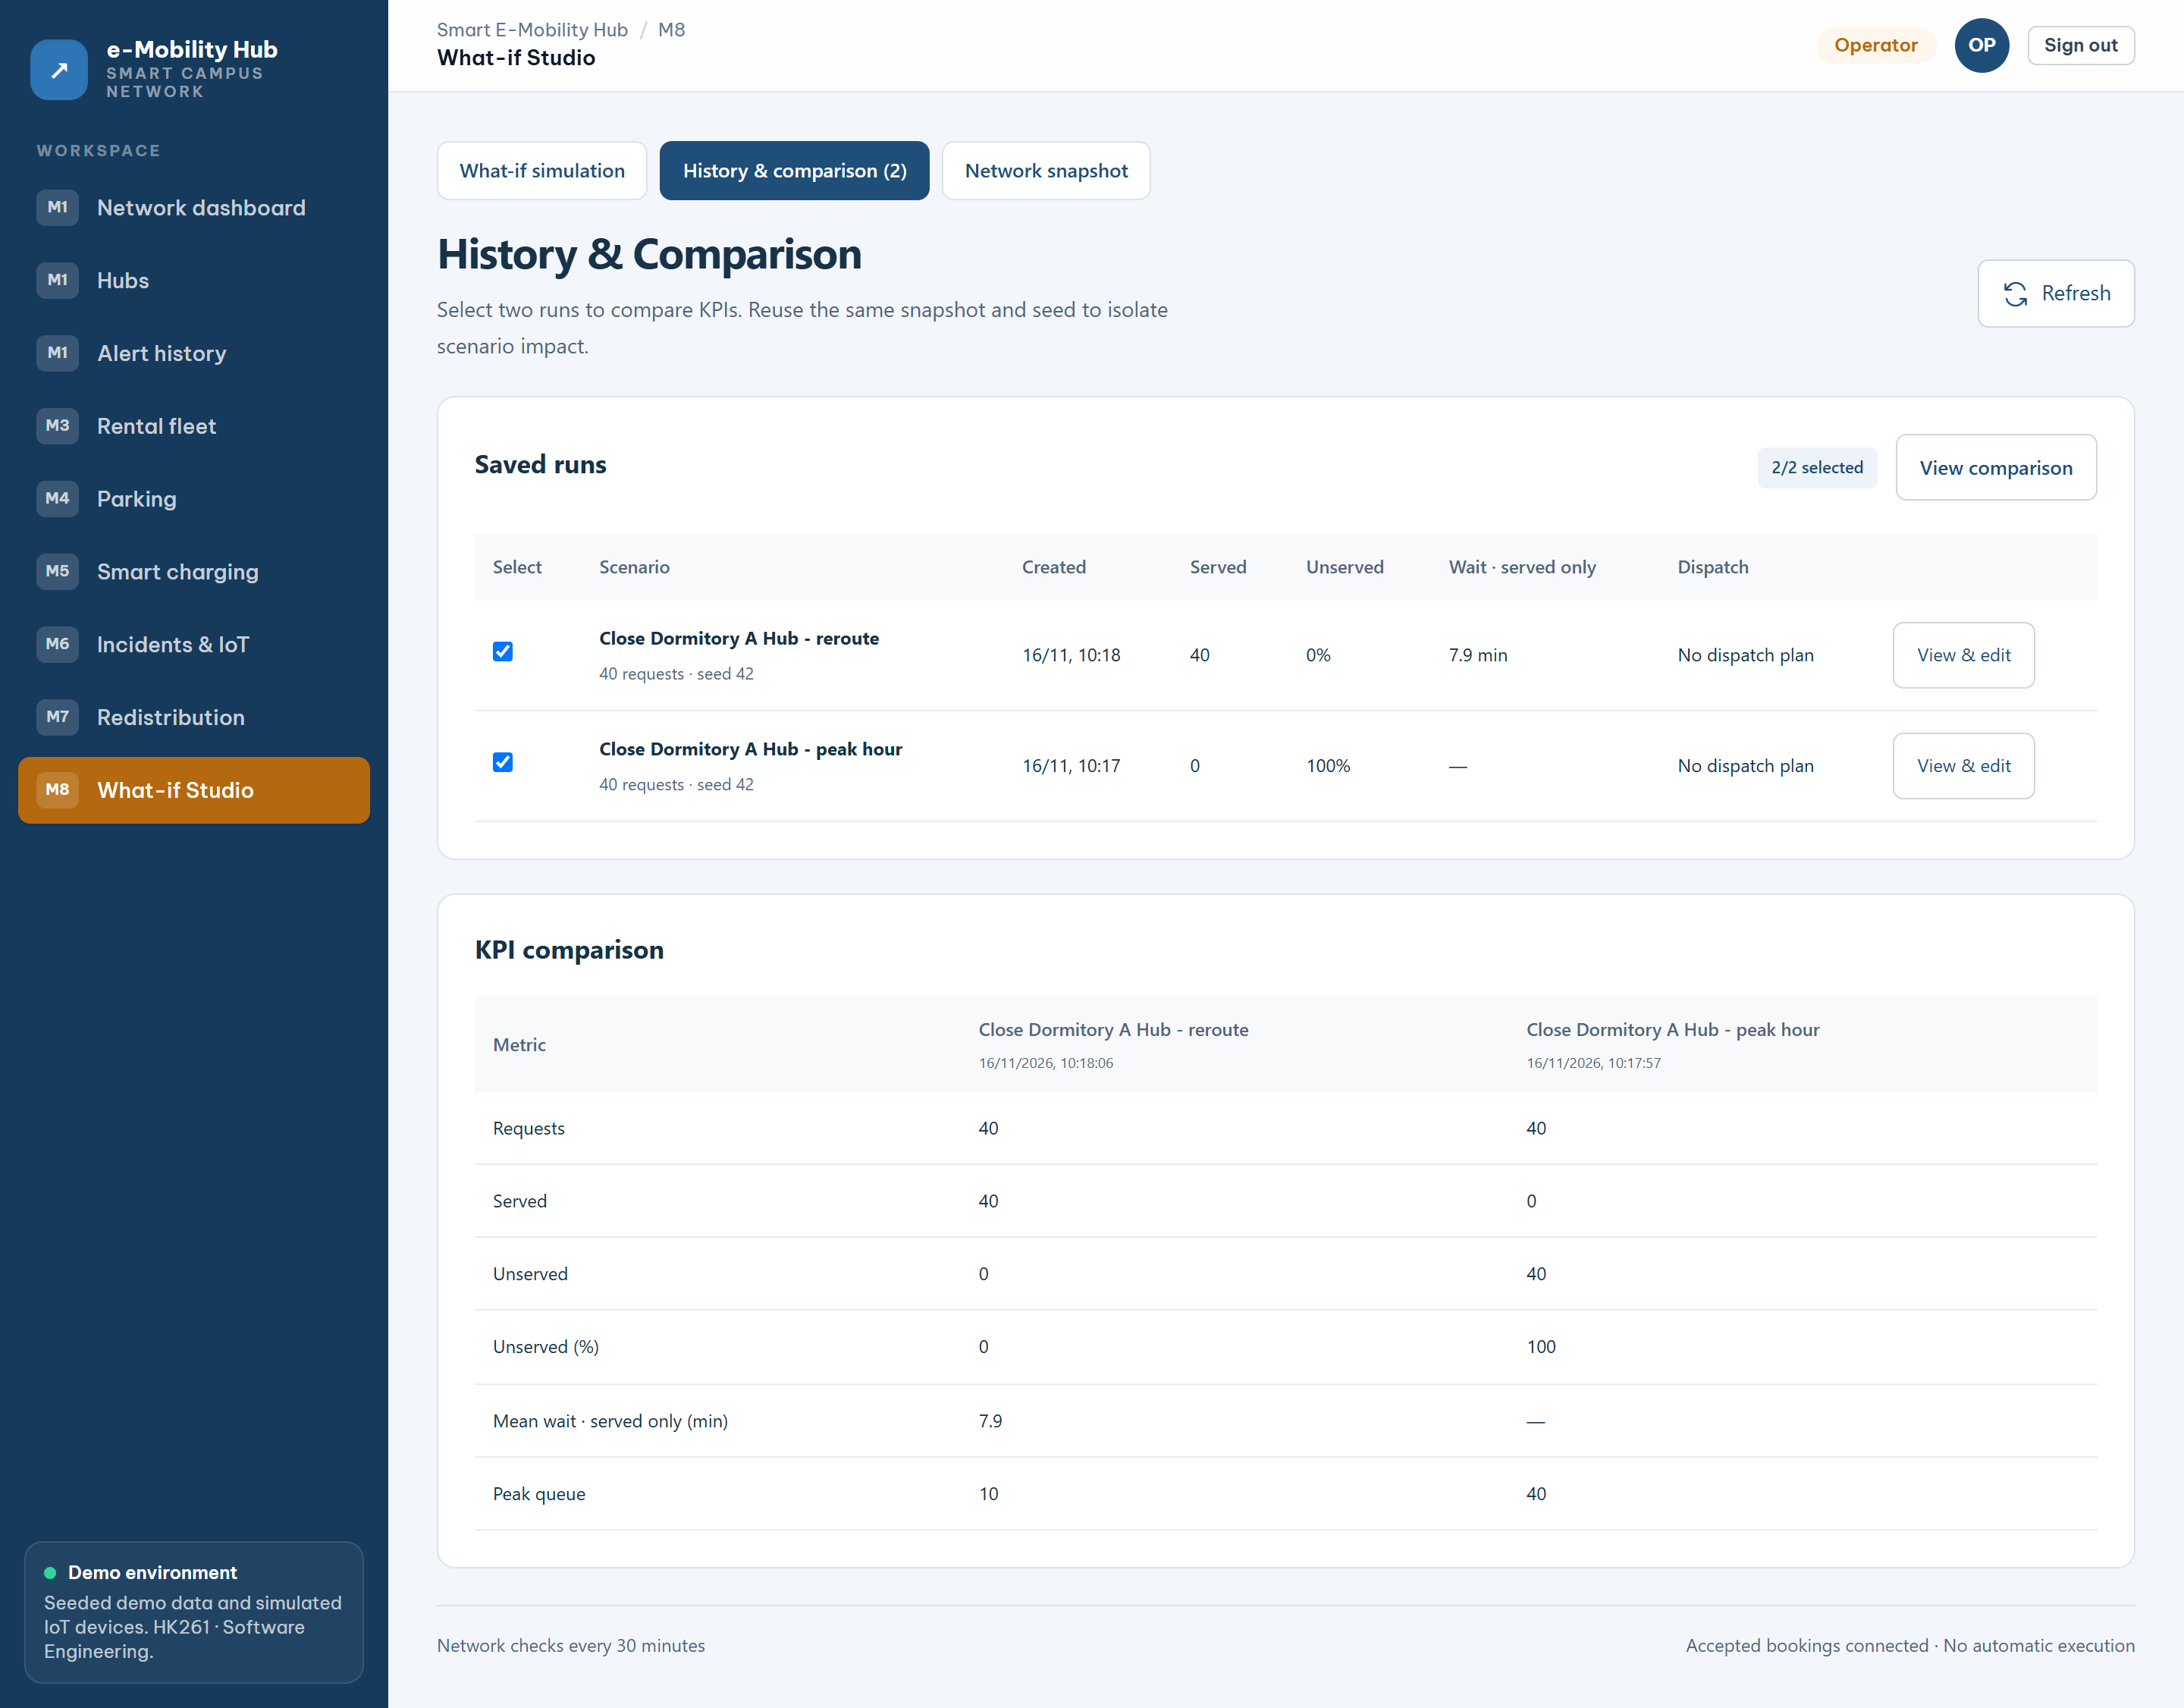 ↗
e-Mobility Hub
SMART CAMPUS
NETWORK
WORKSPACE
M1 Network dashboard
M1 Hubs
M1 Alert history
M3 Rental fleet
M4 Parking
M5 Smart charging
M6 Incidents & IoT
M7 Redistribution
M8 What-if Studio
Demo environment
Seeded demo data and simulated
IoT devices. HK261 · Software
Engineering.
Smart E-Mobility Hub / M8
What-if Studio
Operator OP Sign out
What-if simulation History & comparison (2) Network snapshot
History & Comparison
Select two runs to compare KPIs. Reuse the same snapshot and seed to isolate
scenario impact.
Refresh
Saved runs
2/2 selected View comparison
Select Scenario Created Served Unserved Wait · served only Dispatch
Close Dormitory A Hub - reroute
40 requests · seed 42
16/11, 10:18 40 0% 7.9 min No dispatch plan View & edit
Close Dormitory A Hub - peak hour
40 requests · seed 42
16/11, 10:17 0 100% — No dispatch plan View & edit
KPI comparison
Metric
Close Dormitory A Hub - reroute
16/11/2026, 10:18:06
Close Dormitory A Hub - peak hour
16/11/2026, 10:17:57
Requests 40 40
Served 40 0
Unserved 0 40
Unserved (%) 0 100
Mean wait · served only (min) 7.9 —
Peak queue 10 40
Network checks every 30 minutes
Accepted bookings connected · No automatic execution